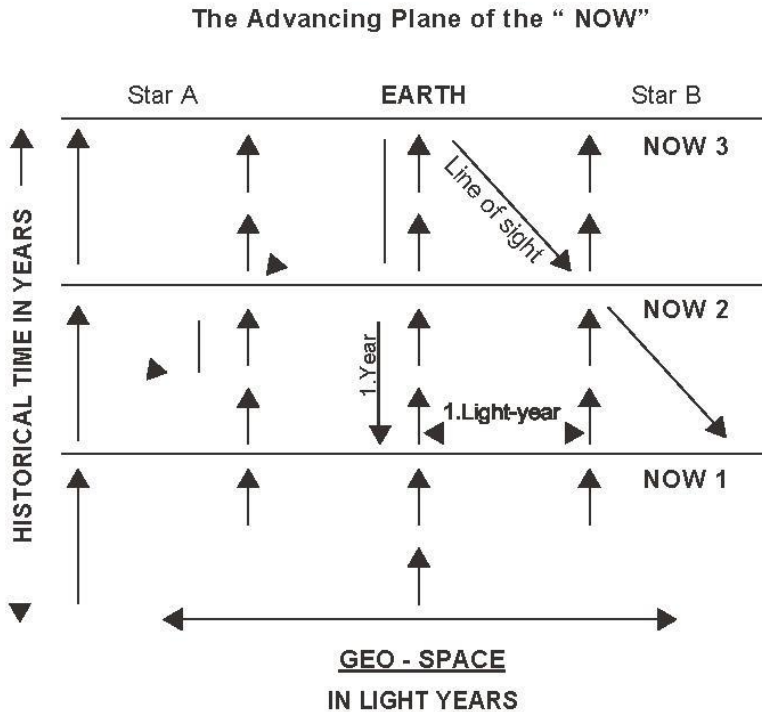 The Advancing Plane of the “ NOW”
Star A
EARTH
Star B
NOW 3
Line of sight
HISTORICAL TIME IN YEARS
NOW 2
1.Year
1.Light-year
NOW 1
GEO - SPACE
IN LIGHT YEARS